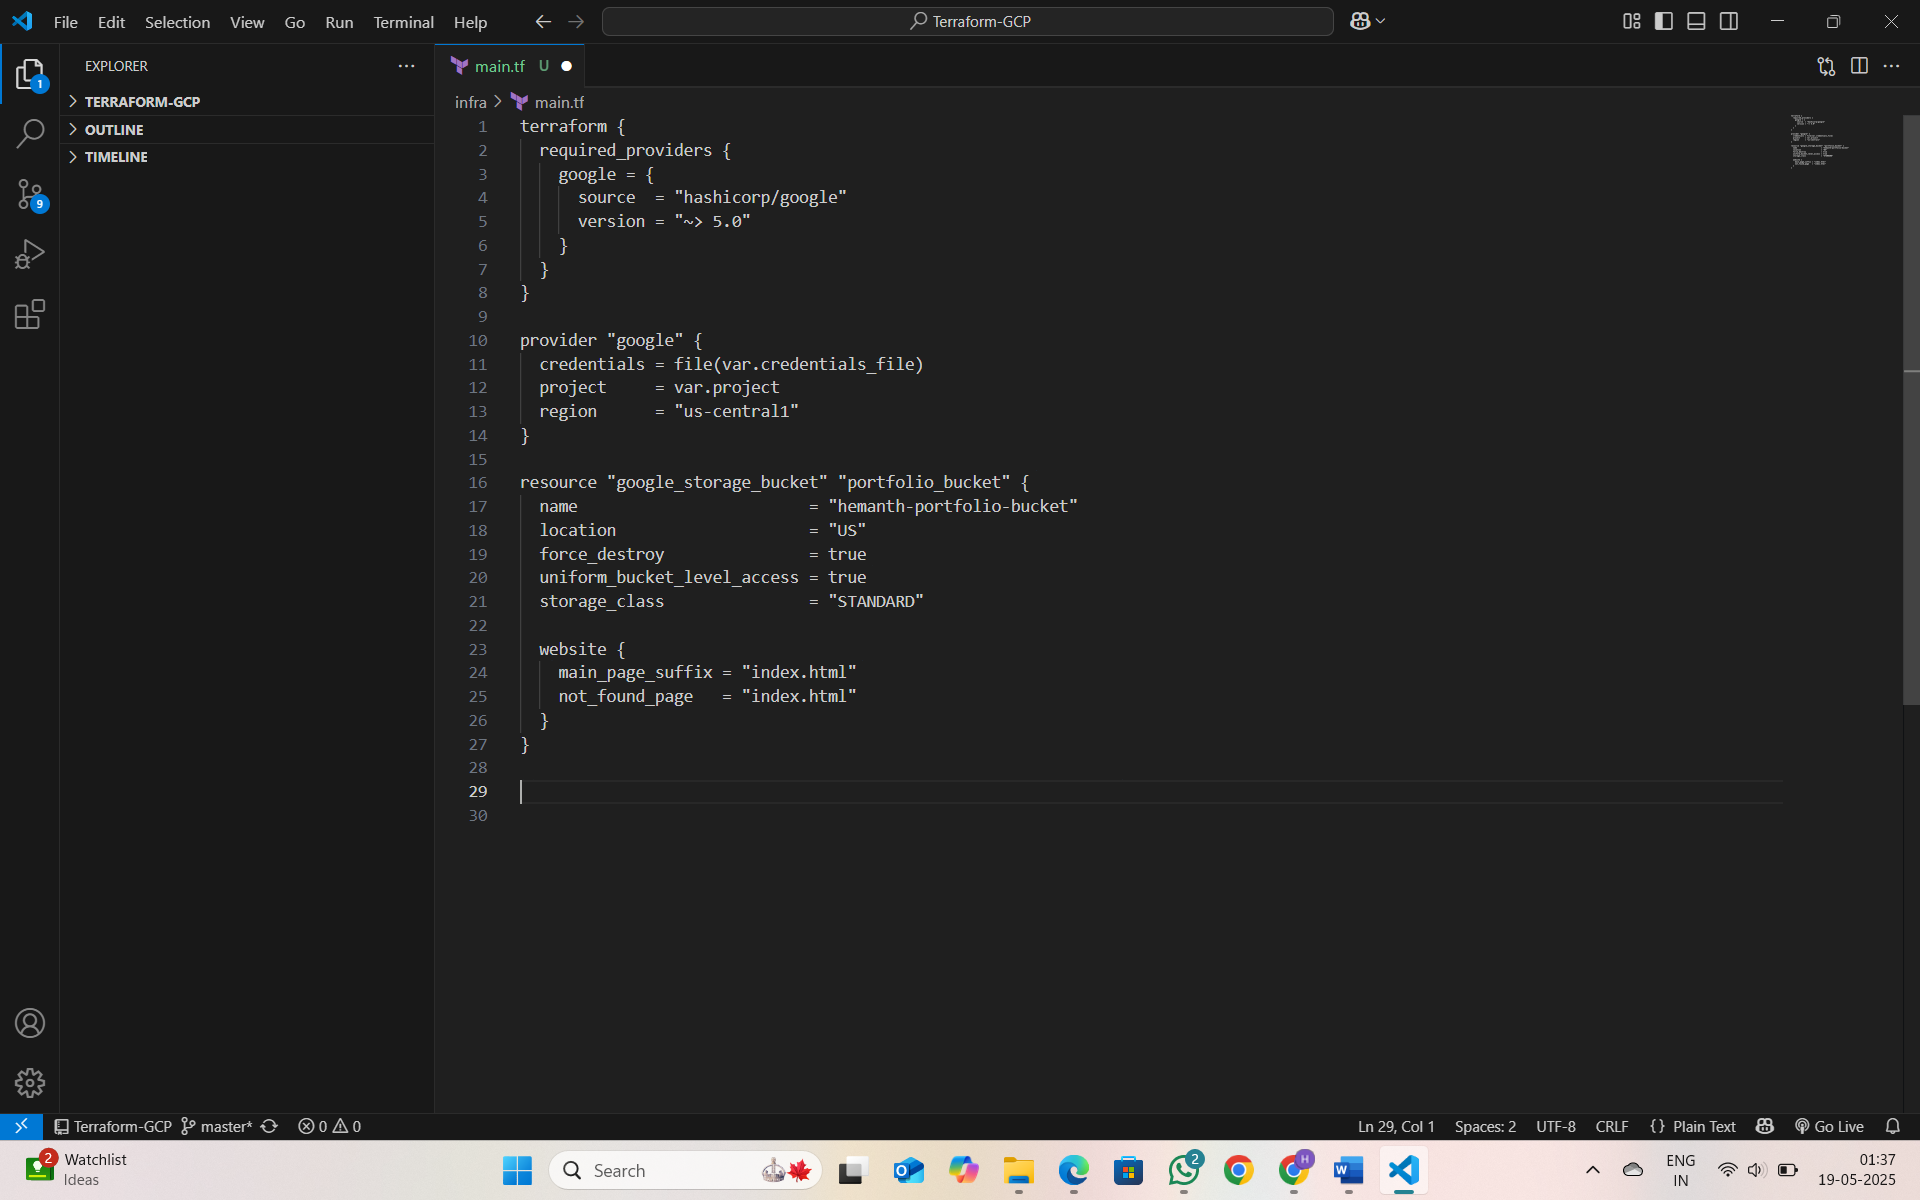 File Edit Selection View Go Run Terminal Help
Terraform-GCP
EXPLORER
TERRAFORM-GCP
OUTLINE
TIMELINE
1
9
main.tf U
infra > main.tf
1 terraform {
2 required_providers {
3 google = {
4 source = "hashicorp/google"
5 version = "~> 5.0"
6 }
7 }
8 }
9
10 provider "google" {
11 credentials = file(var.credentials_file)
12 project = var.project
13 region = "us-central1"
14 }
15
16 resource "google_storage_bucket" "portfolio_bucket" {
17 name = "hemanth-portfolio-bucket"
18 location = "US"
19 force_destroy = true
20 uniform_bucket_level_access = true
21 storage_class = "STANDARD"
22
23 website {
24 main_page_suffix = "index.html"
25 not_found_page = "index.html"
26 }
27 }
28
29
30
Terraform-GCP master* 0 0
Ln 29, Col 1 Spaces: 2 UTF-8 CRLF {} Plain Text Go Live
2
Watchlist
Ideas
Search
2
H
ENG
IN
01:37
19-05-2025